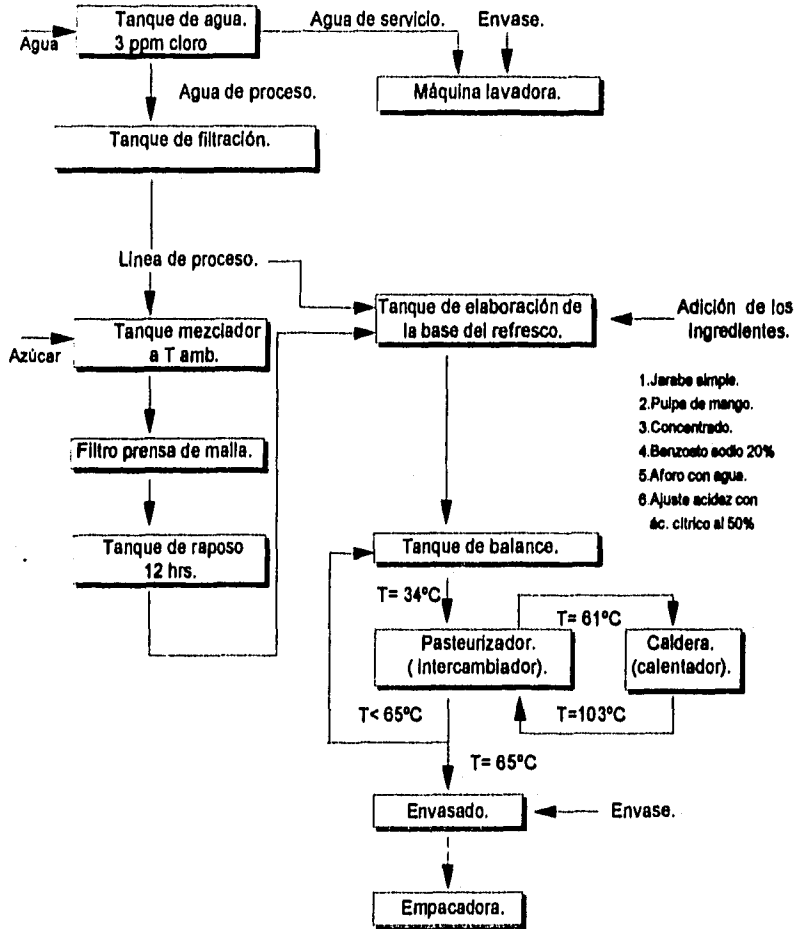 Agua
Tanque de agua.
3 ppm cloro
Agua de servicio.
Envase.
Máquina lavadora.
Agua de proceso.
Tanque de filtración.
Línea de proceso.
Azúcar
Tanque mezclador
a T amb.
Tanque de elaboración de
la base del refresco.
Adición de los
Ingredientes.
1.Jarabe simple.
2.Pulpa de mango.
3.Concentrado.
4.Benzoato sodio 20%
5.Aforo con agua.
6.Ajuste acidez con
ác. cítrico al 50%
Filtro prensa de malla.
Tanque de raposo
12 hrs.
Tanque de balance.
T= 34ºC
Pasteurizador.
( Intercambiador).
T= 61ºC
Caldera.
(calentador).
T< 65ºC
T=103ºC
T= 65ºC
Envasado.
Envase.
Empacadora.